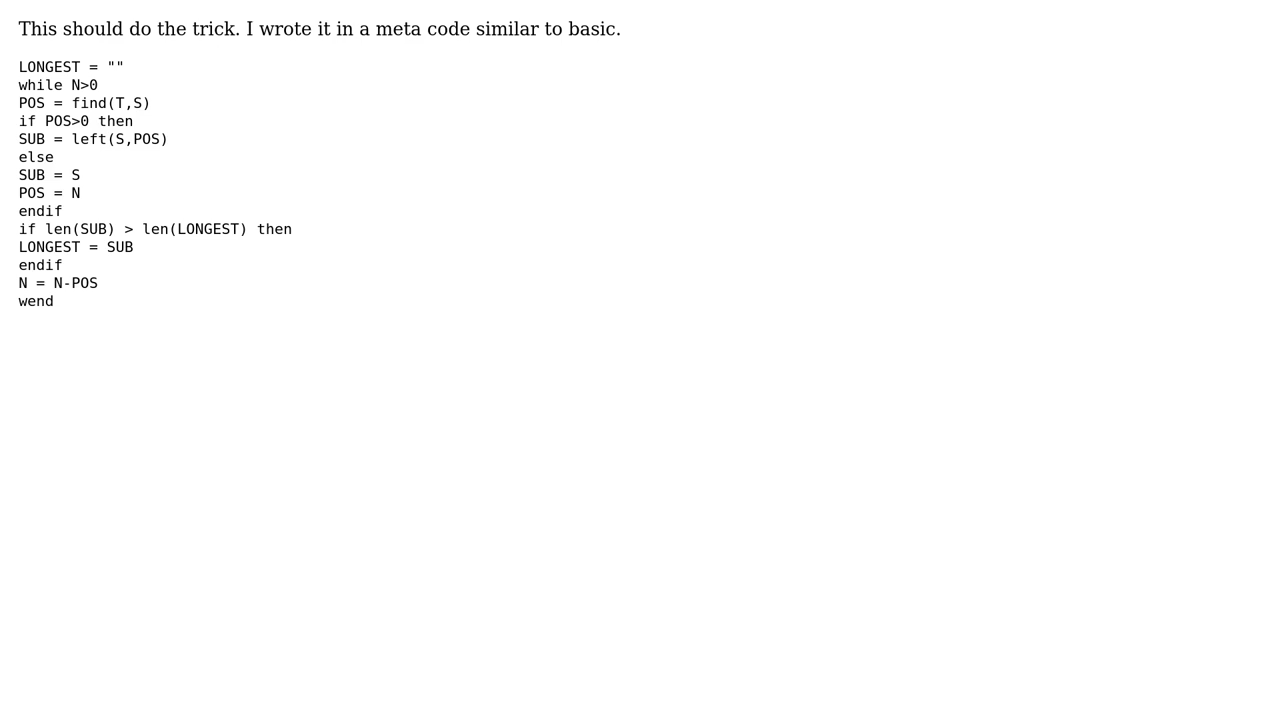 This should do the trick. I wrote it in a meta code similar to basic.
LONGEST = ""
while N>0
POS = find(T,S)
if POS>0 then
SUB = left(S,POS)
else
SUB = S
POS = N
endif
if len(SUB) > len(LONGEST) then
LONGEST = SUB
endif
N = N-POS
wend